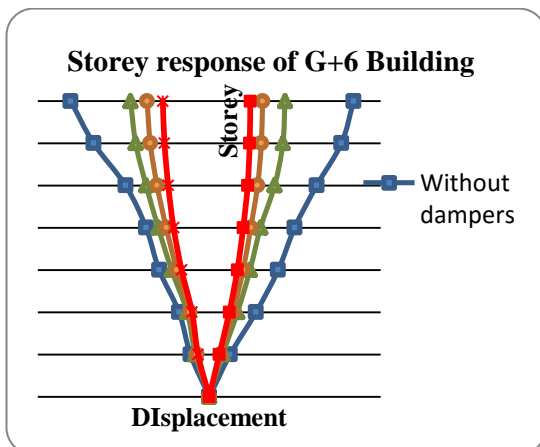 Storey response of G+6 Building
Storey
Without
dampers
DIsplacement